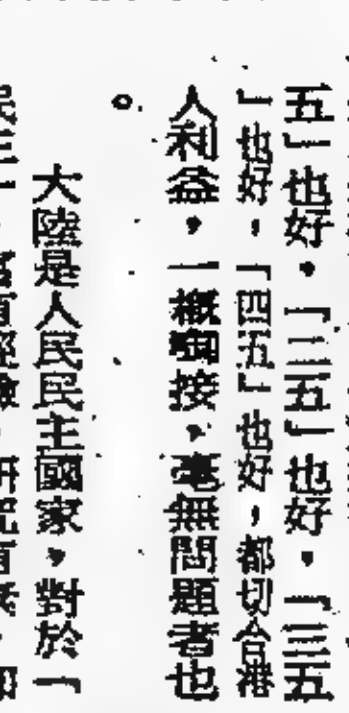 五」也好，「二五」也好，「三五
」也好，「四五」也好，都切合港
人利益，一概啣接，毫無問題者也
。
大陸是人民民主國家，對於「